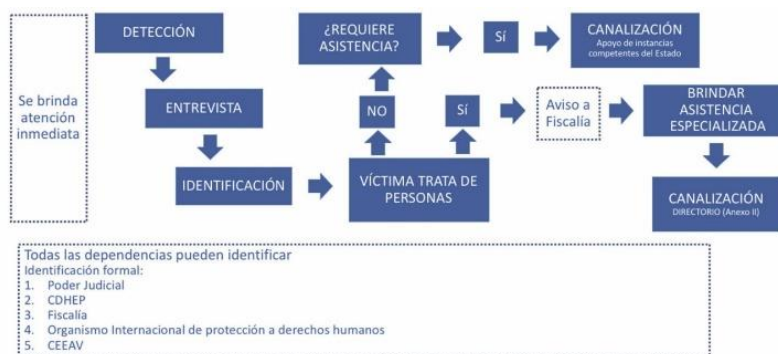 Se brinda
atención
inmediata
DETECCIÓN
ENTREVISTA
IDENTIFICACIÓN
VÍCTIMA TRATA DE
PERSONAS
NO
¿REQUIERE
ASISTENCIA?
Sí
CANALIZACIÓN
Apoyo de instancias
competentes del Estado
Sí
Aviso a
Fiscalía
BRINDAR
ASISTENCIA
ESPECIALIZADA
CANALIZACIÓN
DIRECTORIO (Anexo II)
Todas las dependencias pueden identificar
Identificación formal:
1. Poder Judicial
2. CDHEP
3. Fiscalía
4. Organismo Internacional de protección a derechos humanos
5. CEEAV